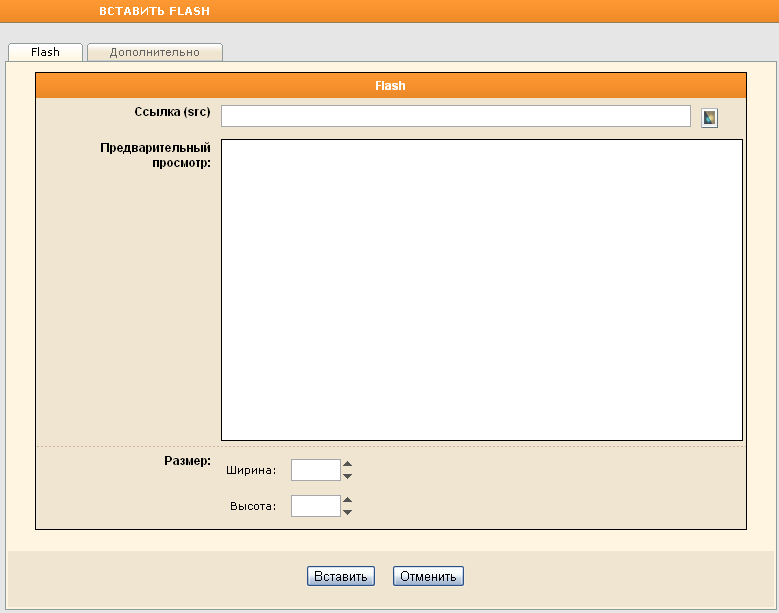 ВСТАВИТЬ FLASH
Flash
Дополнительно
Flash
Ссылка (src)
Предварительный
просмотр:
Размер:
Ширина:
Высота:
Вставить
Отменить